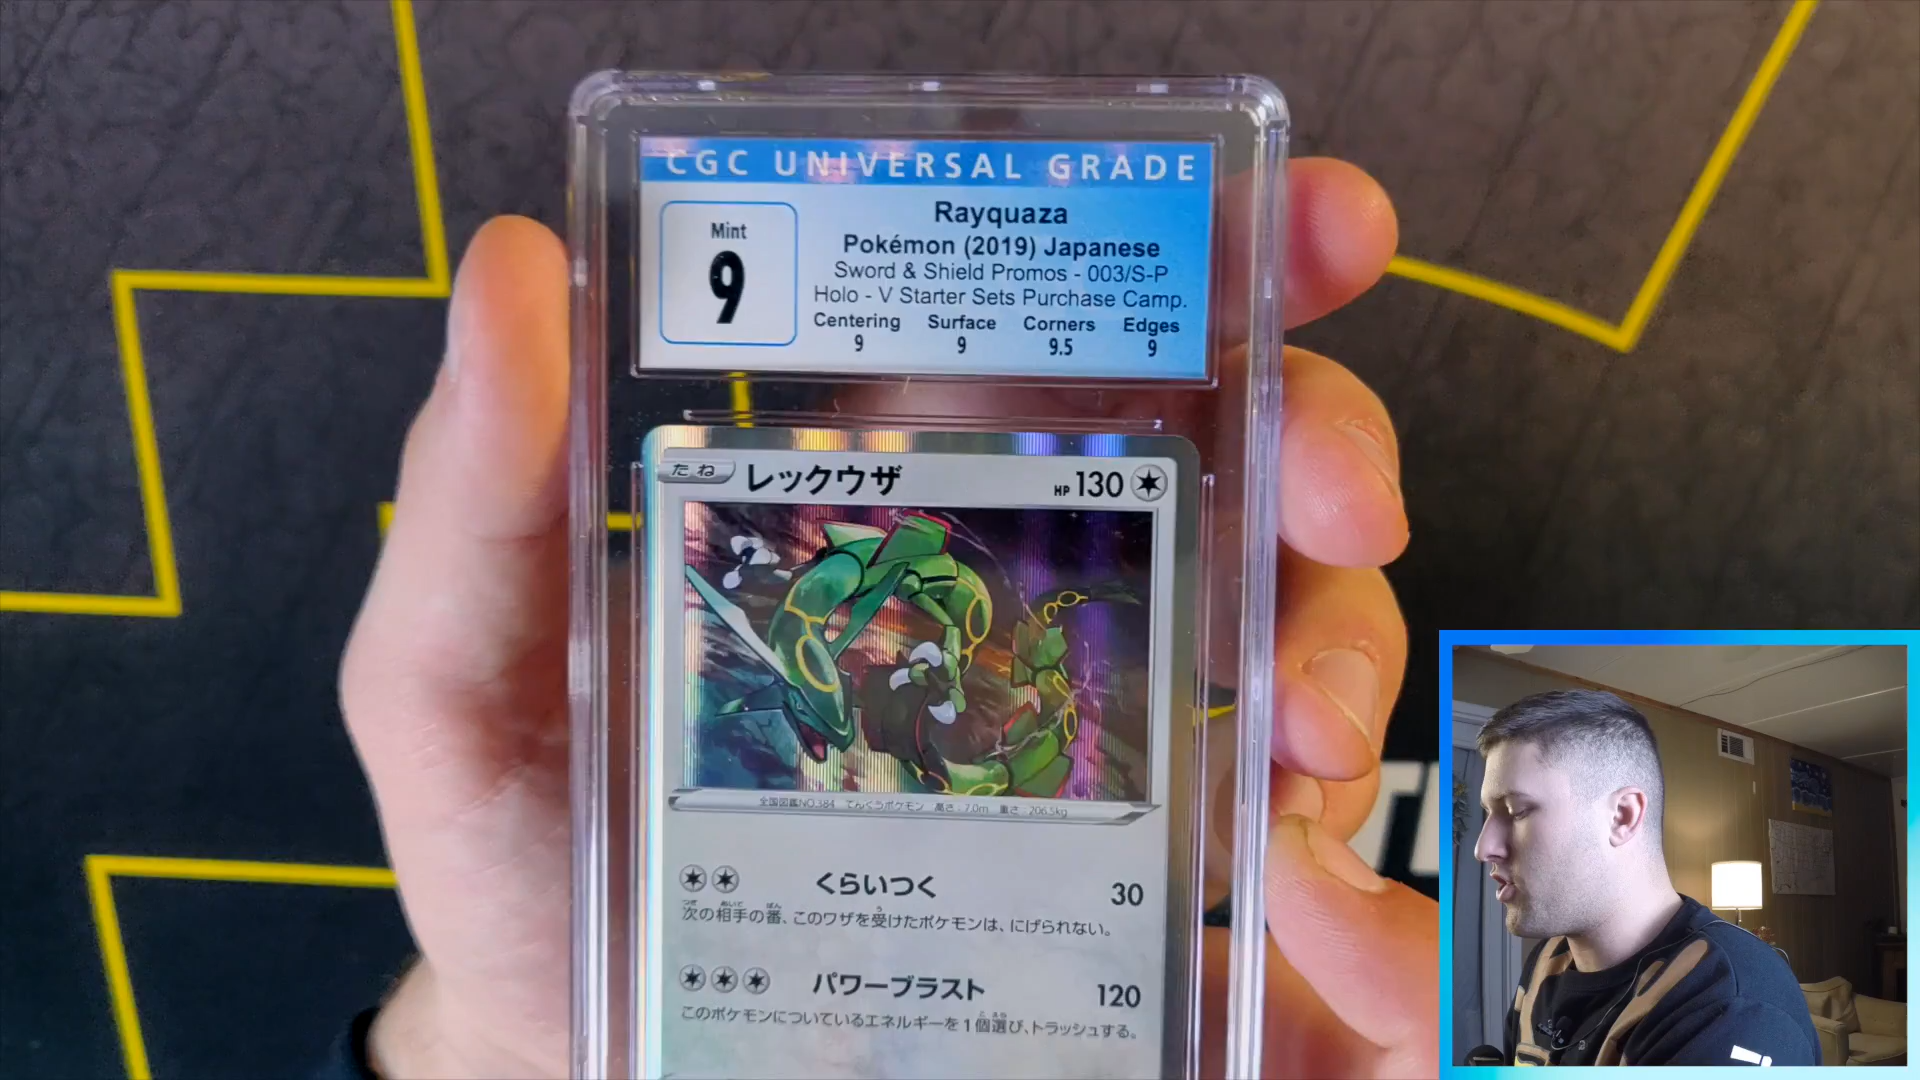 CGC UNIVERSAL GRADE
Mint
9
Rayquaza
Pokémon (2019) Japanese
Sword & Shield Promos - 003/S-P
Holo - V Starter Sets Purchase Camp.
Centering Surface Corners Edges
9 9 9.5 9
たね レックウザ HP 130
全国図鑑NO.384 てんくうポケモン 高さ:7.0m 重さ:206.5kg
くらいつく 30
次の相手の番、このワザを受けたポケモンは、にげられない。
パワーブラスト 120
このポケモンについているエネルギーを1個選び、トラッシュする。